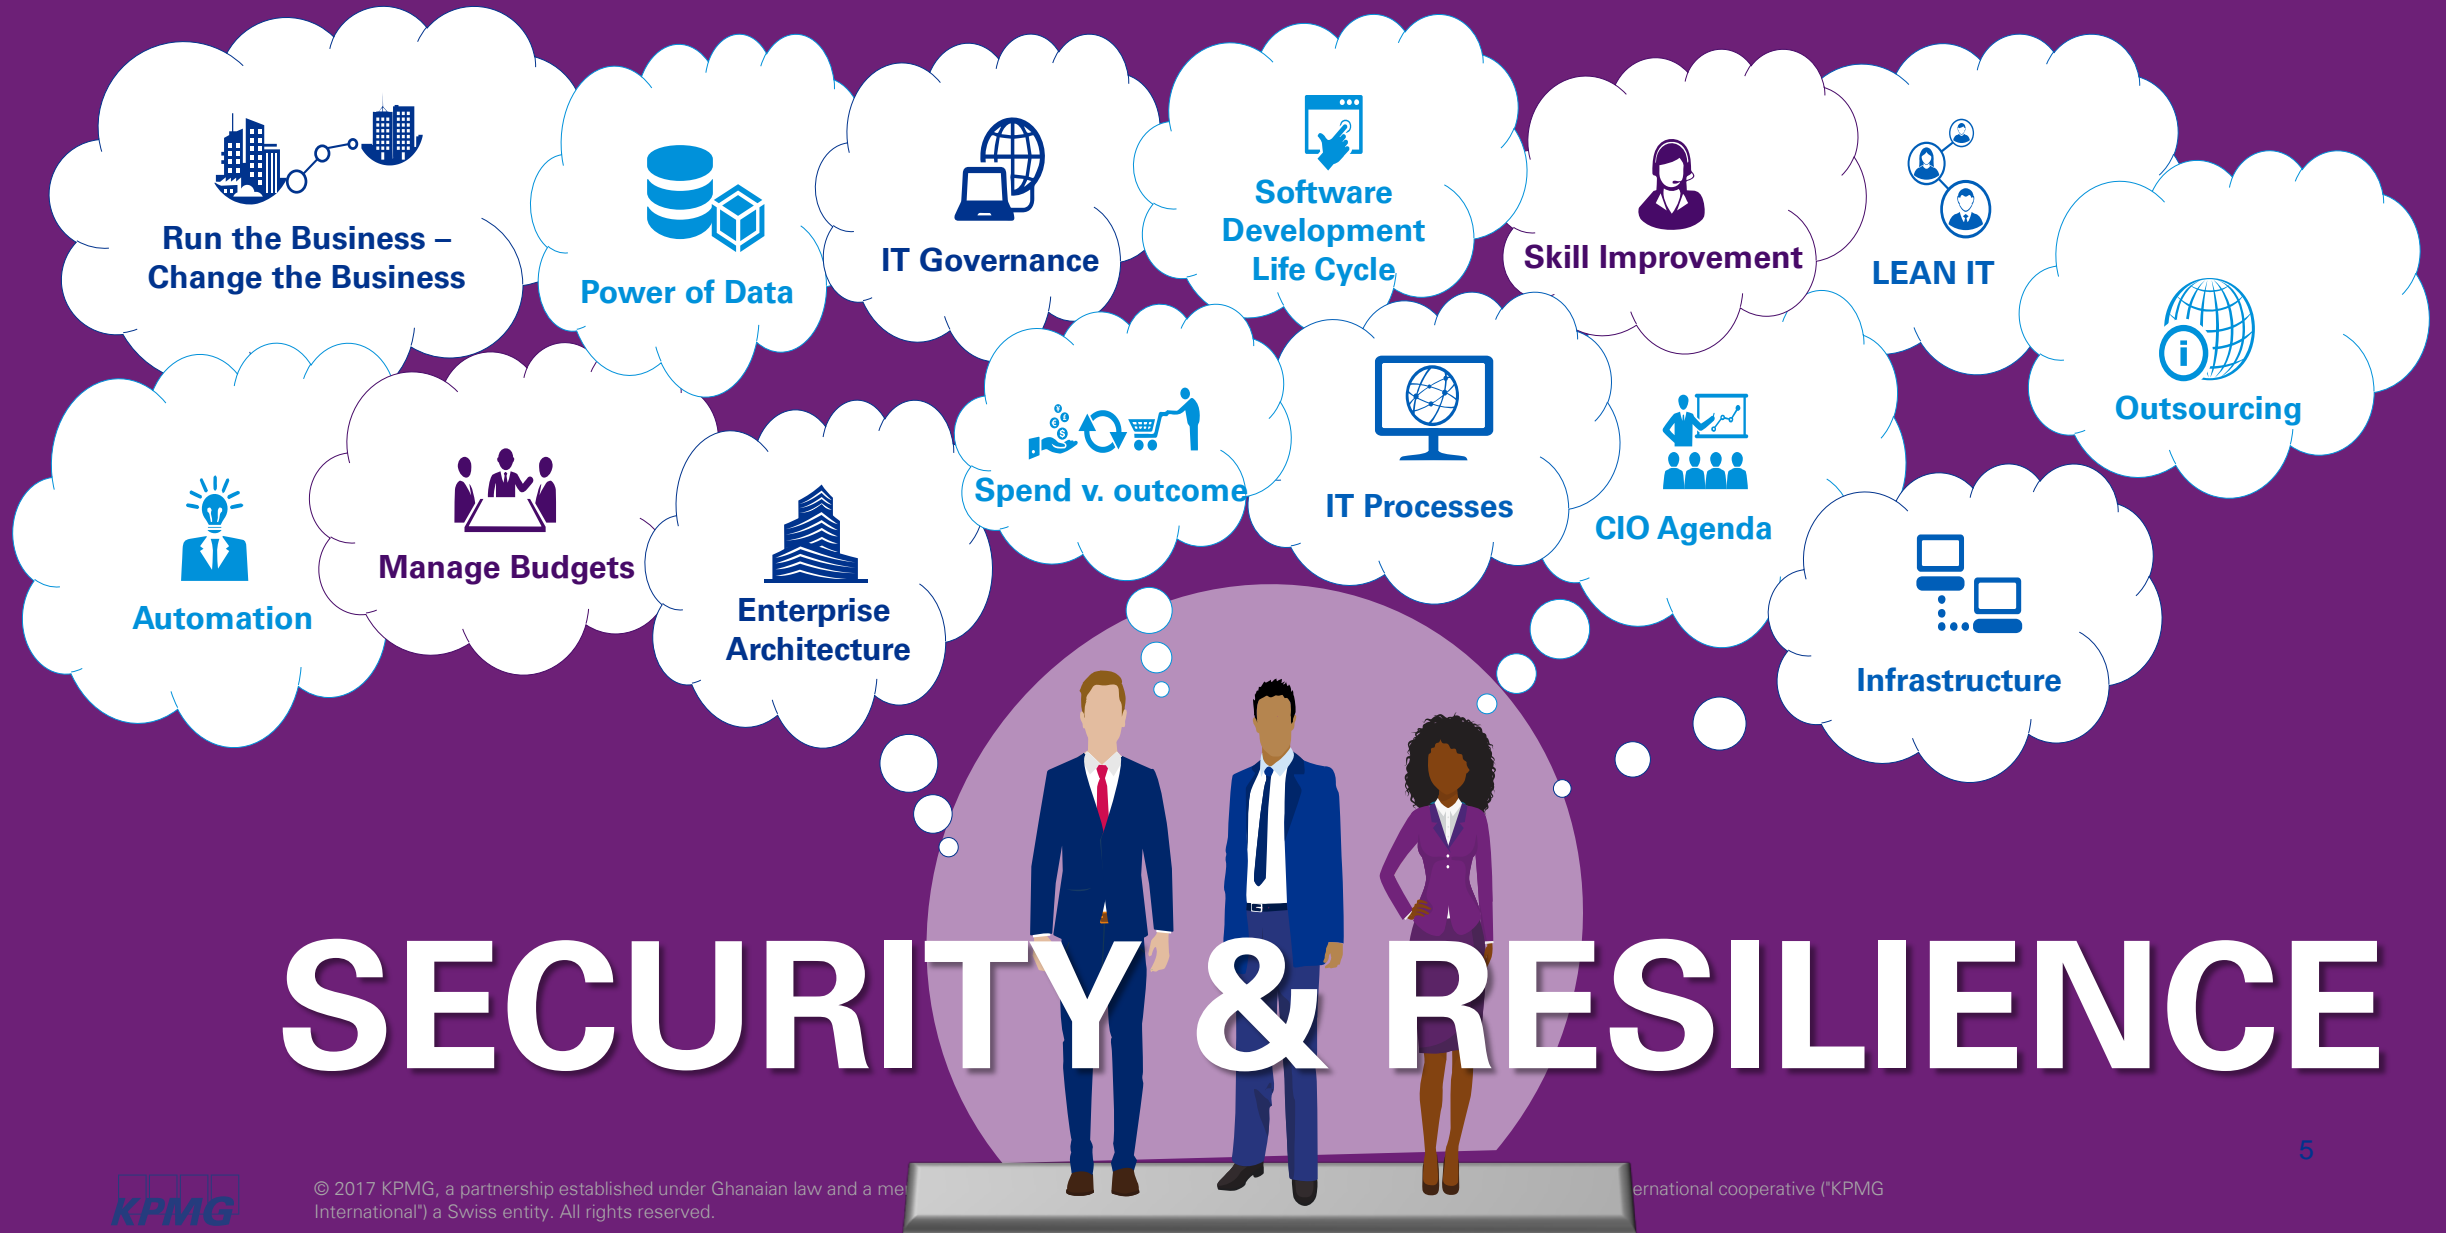 Run the Business –
Change the Business
Power of Data
IT Governance
Software
Development
Life Cycle
Skill Improvement
LEAN IT
Outsourcing
i
Automation
Manage Budgets
Enterprise
Architecture
Spend v. outcome
IT Processes
CIO Agenda
Infrastructure
SECURITY & RESILIENCE
5
KPMG
© 2017 KPMG, a partnership established under Ghanaian law and a
cooperative ("KPMG
International") a Swiss entity. All rights reserved.